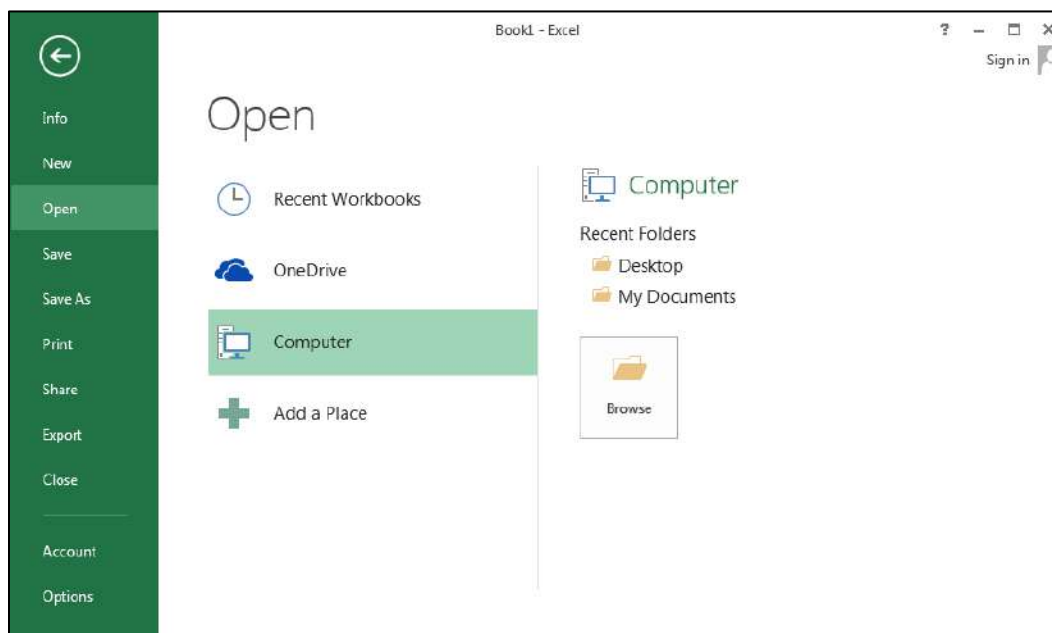 Book1 - Excel
?
Sign in
Info
New
Open
Save
Save As
Print
Share
Export
Close
Account
Options
Open
Recent Workbooks
OneDrive
Computer
Add a Place
Computer
Recent Folders
Desktop
My Documents
Browse